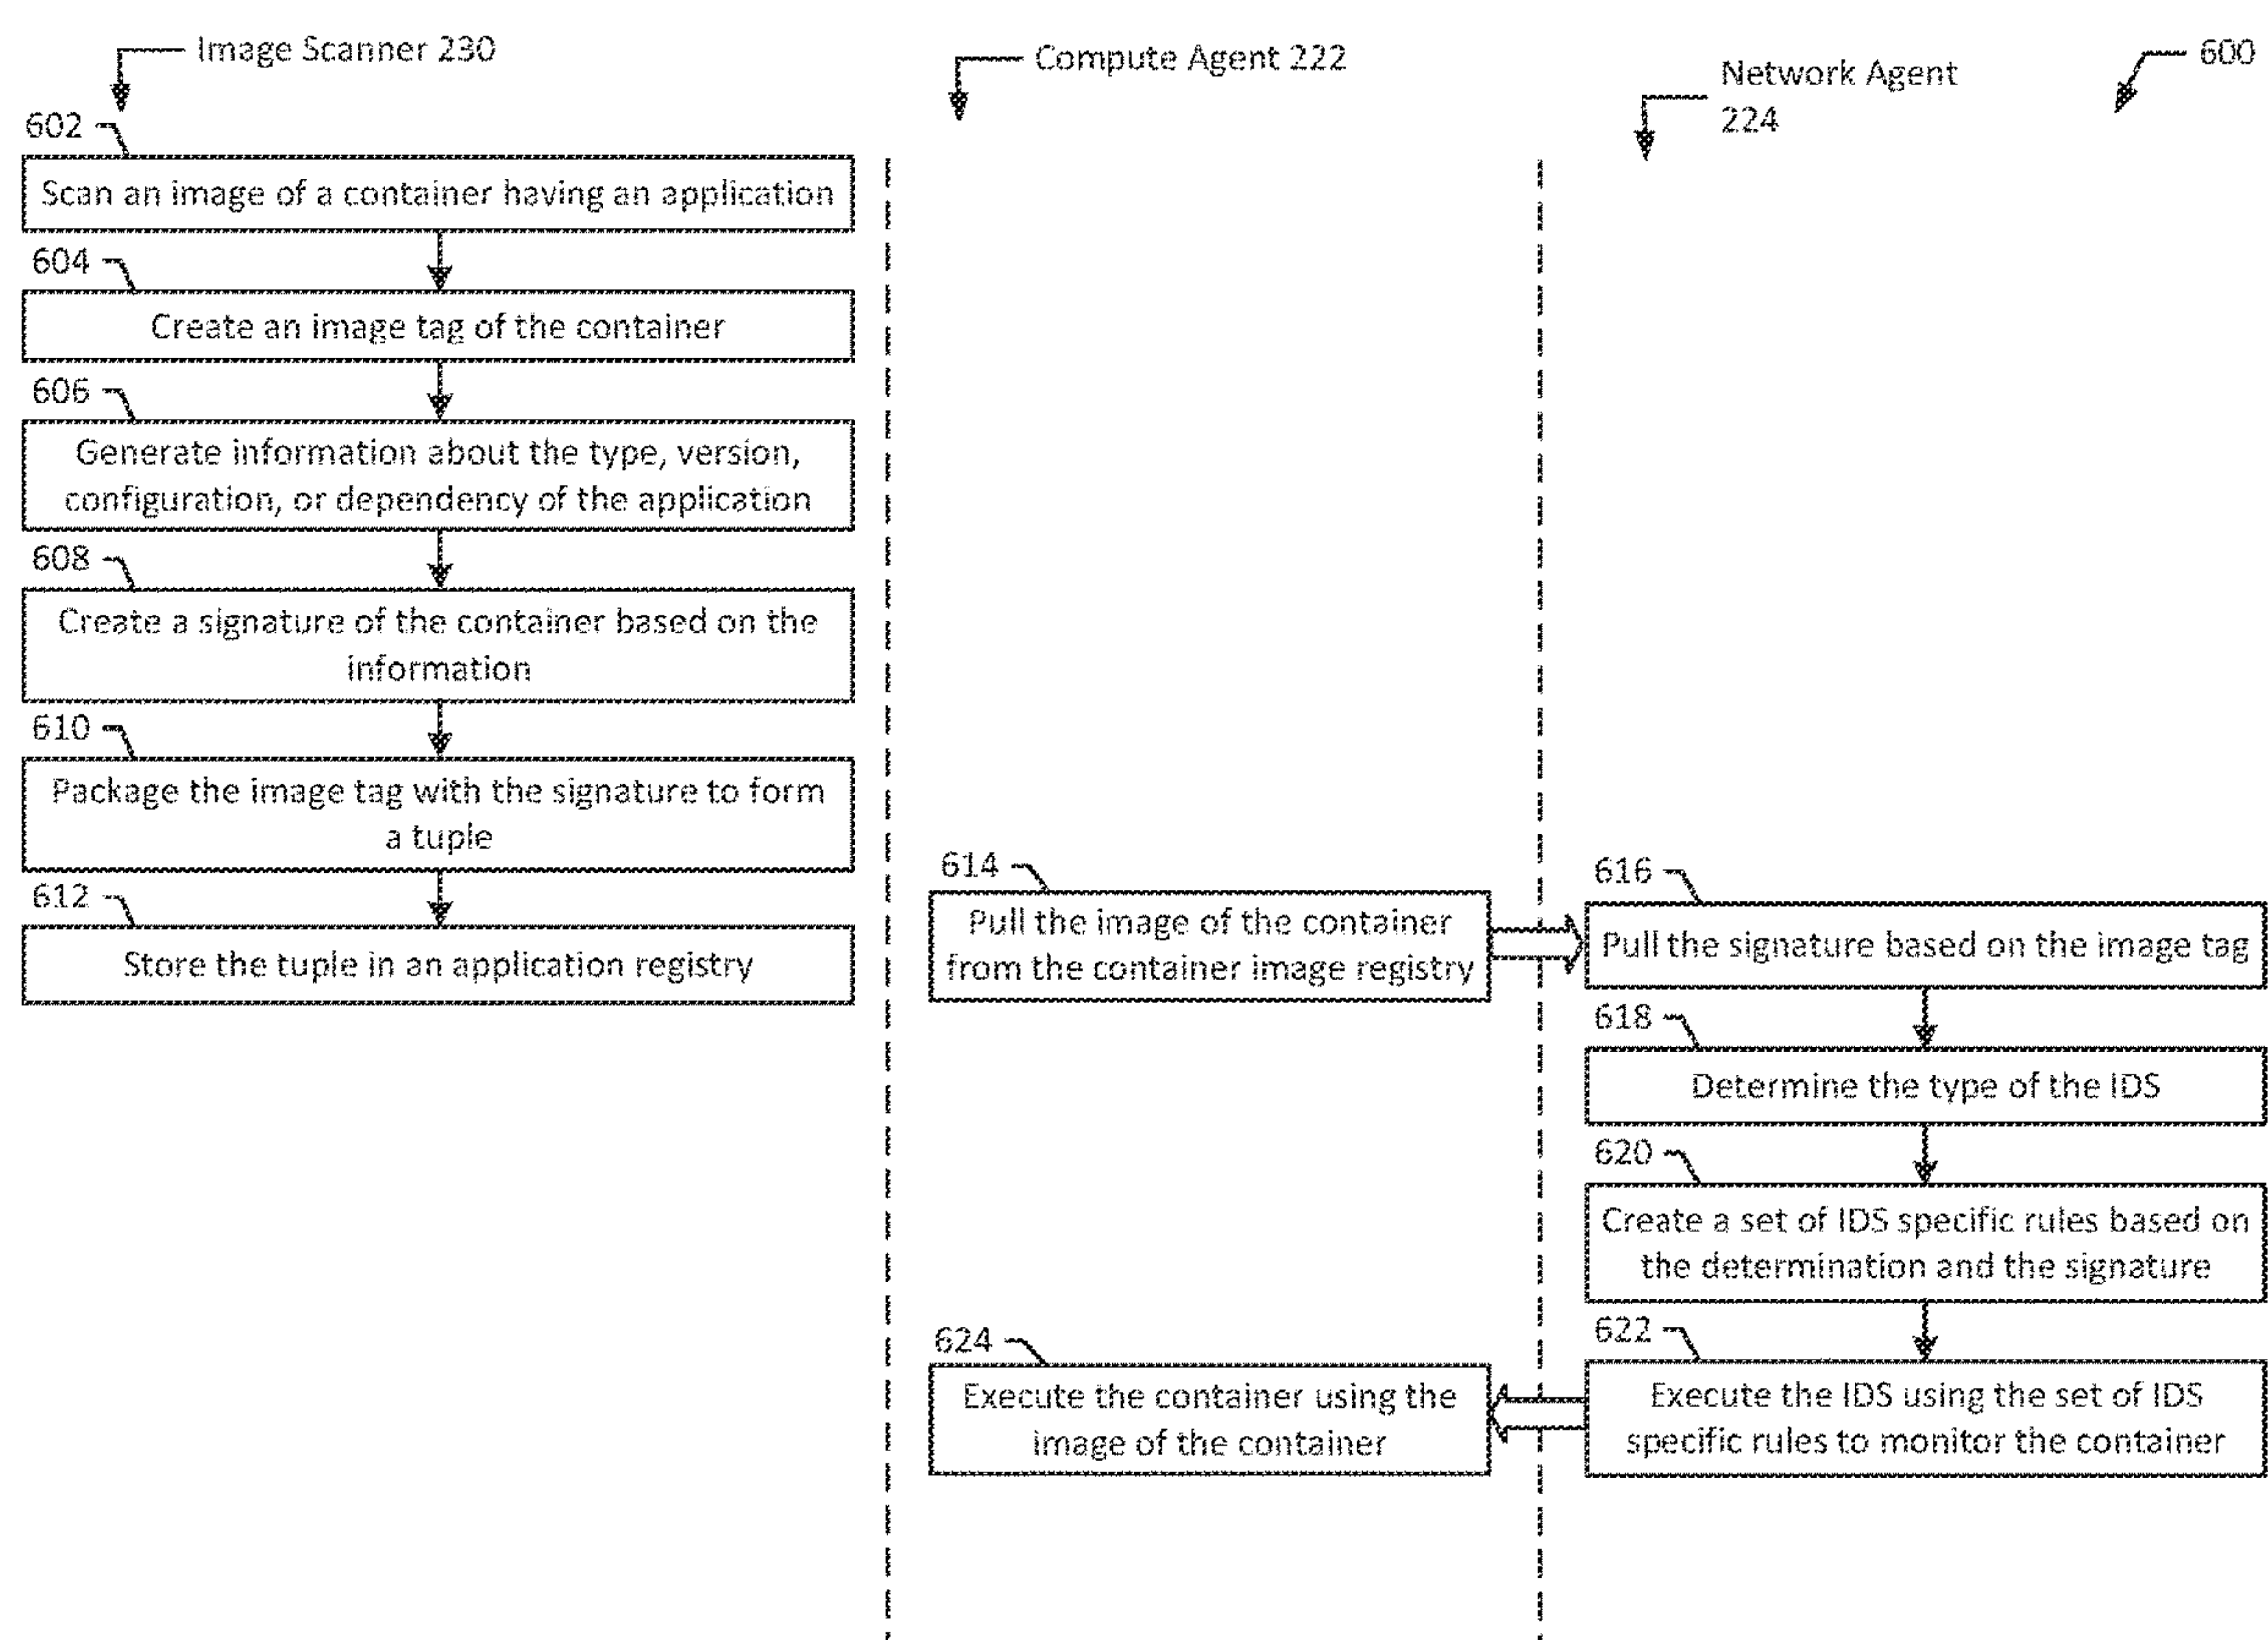 Image Scanner 230
Compute Agent 222
Network Agent
224
600
602
Scan an image of a container having an application
604
Create an image tag of the container
606
Generate information about the type, version,
configuration, or dependency of the application
608
Create a signature of the container based on the
information
610
Package the image tag with the signature to form
a tuple
612
Store the tuple in an application registry
614
Pull the image of the container
from the container image registry
616
Pull the signature based on the image tag
618
Determine the type of the IDS
620
Create a set of IDS specific rules based on
the determination and the signature
622
Execute the IDS using the set of IDS
specific rules to monitor the container
624
Execute the container using the
image of the container